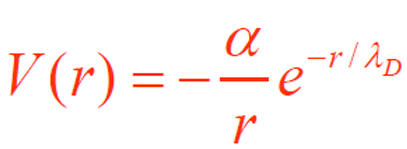 V(r) = − α/r e^{−r/λ_D}